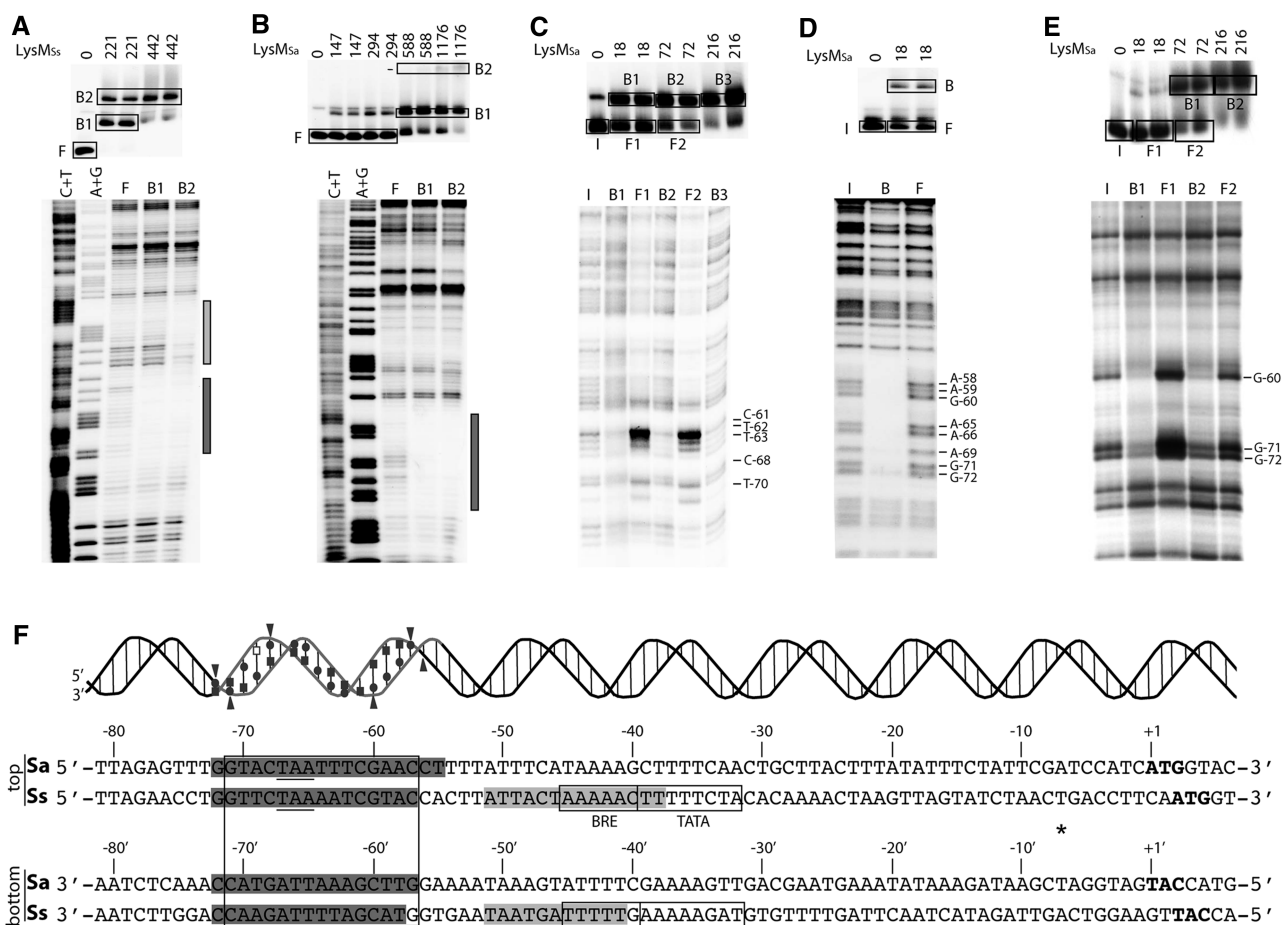 A
B
C
D
E
LysMSs 0 221 221 442 442
LysMSa 0 147 147 294 294 588 588 1176 1176
LysMSa 0 18 18 72 72 216 216
LysMSa 0 18 18
LysMSa 0 18 18 72 72 216 216
B2
B1
F
C+T A+G F B1 B2
B2
B1
F
C+T A+G F B1 B2
B1 B2 B3
I F1 F2
I B1 F1 B2 F2 B3
C-61
T-62
T-63
C-68
T-70
B
I F
I B F
A-58
A-59
G-60
A-65
A-66
A-69
G-71
G-72
B1 B2
I F1 F2
I B1 F1 B2 F2
G-60
G-71
G-72
F
5′
3′
-80 -70 -60 -50 -40 -30 -20 -10 +1
top
Sa 5′-TTAGAGTTTGGTACTAATTTCGAACCTTTTATTTCATAAAAGCTTTTCAACTGCTTACTTTATATTTCTATTCGATCCATCATGGTAC-3′
Ss 5′-TTAGAACCTGGTTCTAAAATCGTACCACTTATTACTAAAAACTTTTTCTACACAAAACTAAGTTAGTATCTAACTGACCTTCAATGGT-3′
BRE TATA
*
-80′ -70′ -60′ -50′ -40′ -30′ -20′ -10′ +1′
bottom
Sa 3′-AATCTCAAACCATGATTAAAGCTTGGAAAATAAAGTATTTTCGAAAAGTTGACGAATGAAATATAAAGATAAGCTAGGTAGTACCATG-5′
Ss 3′-AATCTTGGACCAAGATTTTAGCATGGTGAATAATGATTTTTGAAAAAGATGTGTTTTGATTCAATCATAGATTGACTGGAAGTTACCA-5′